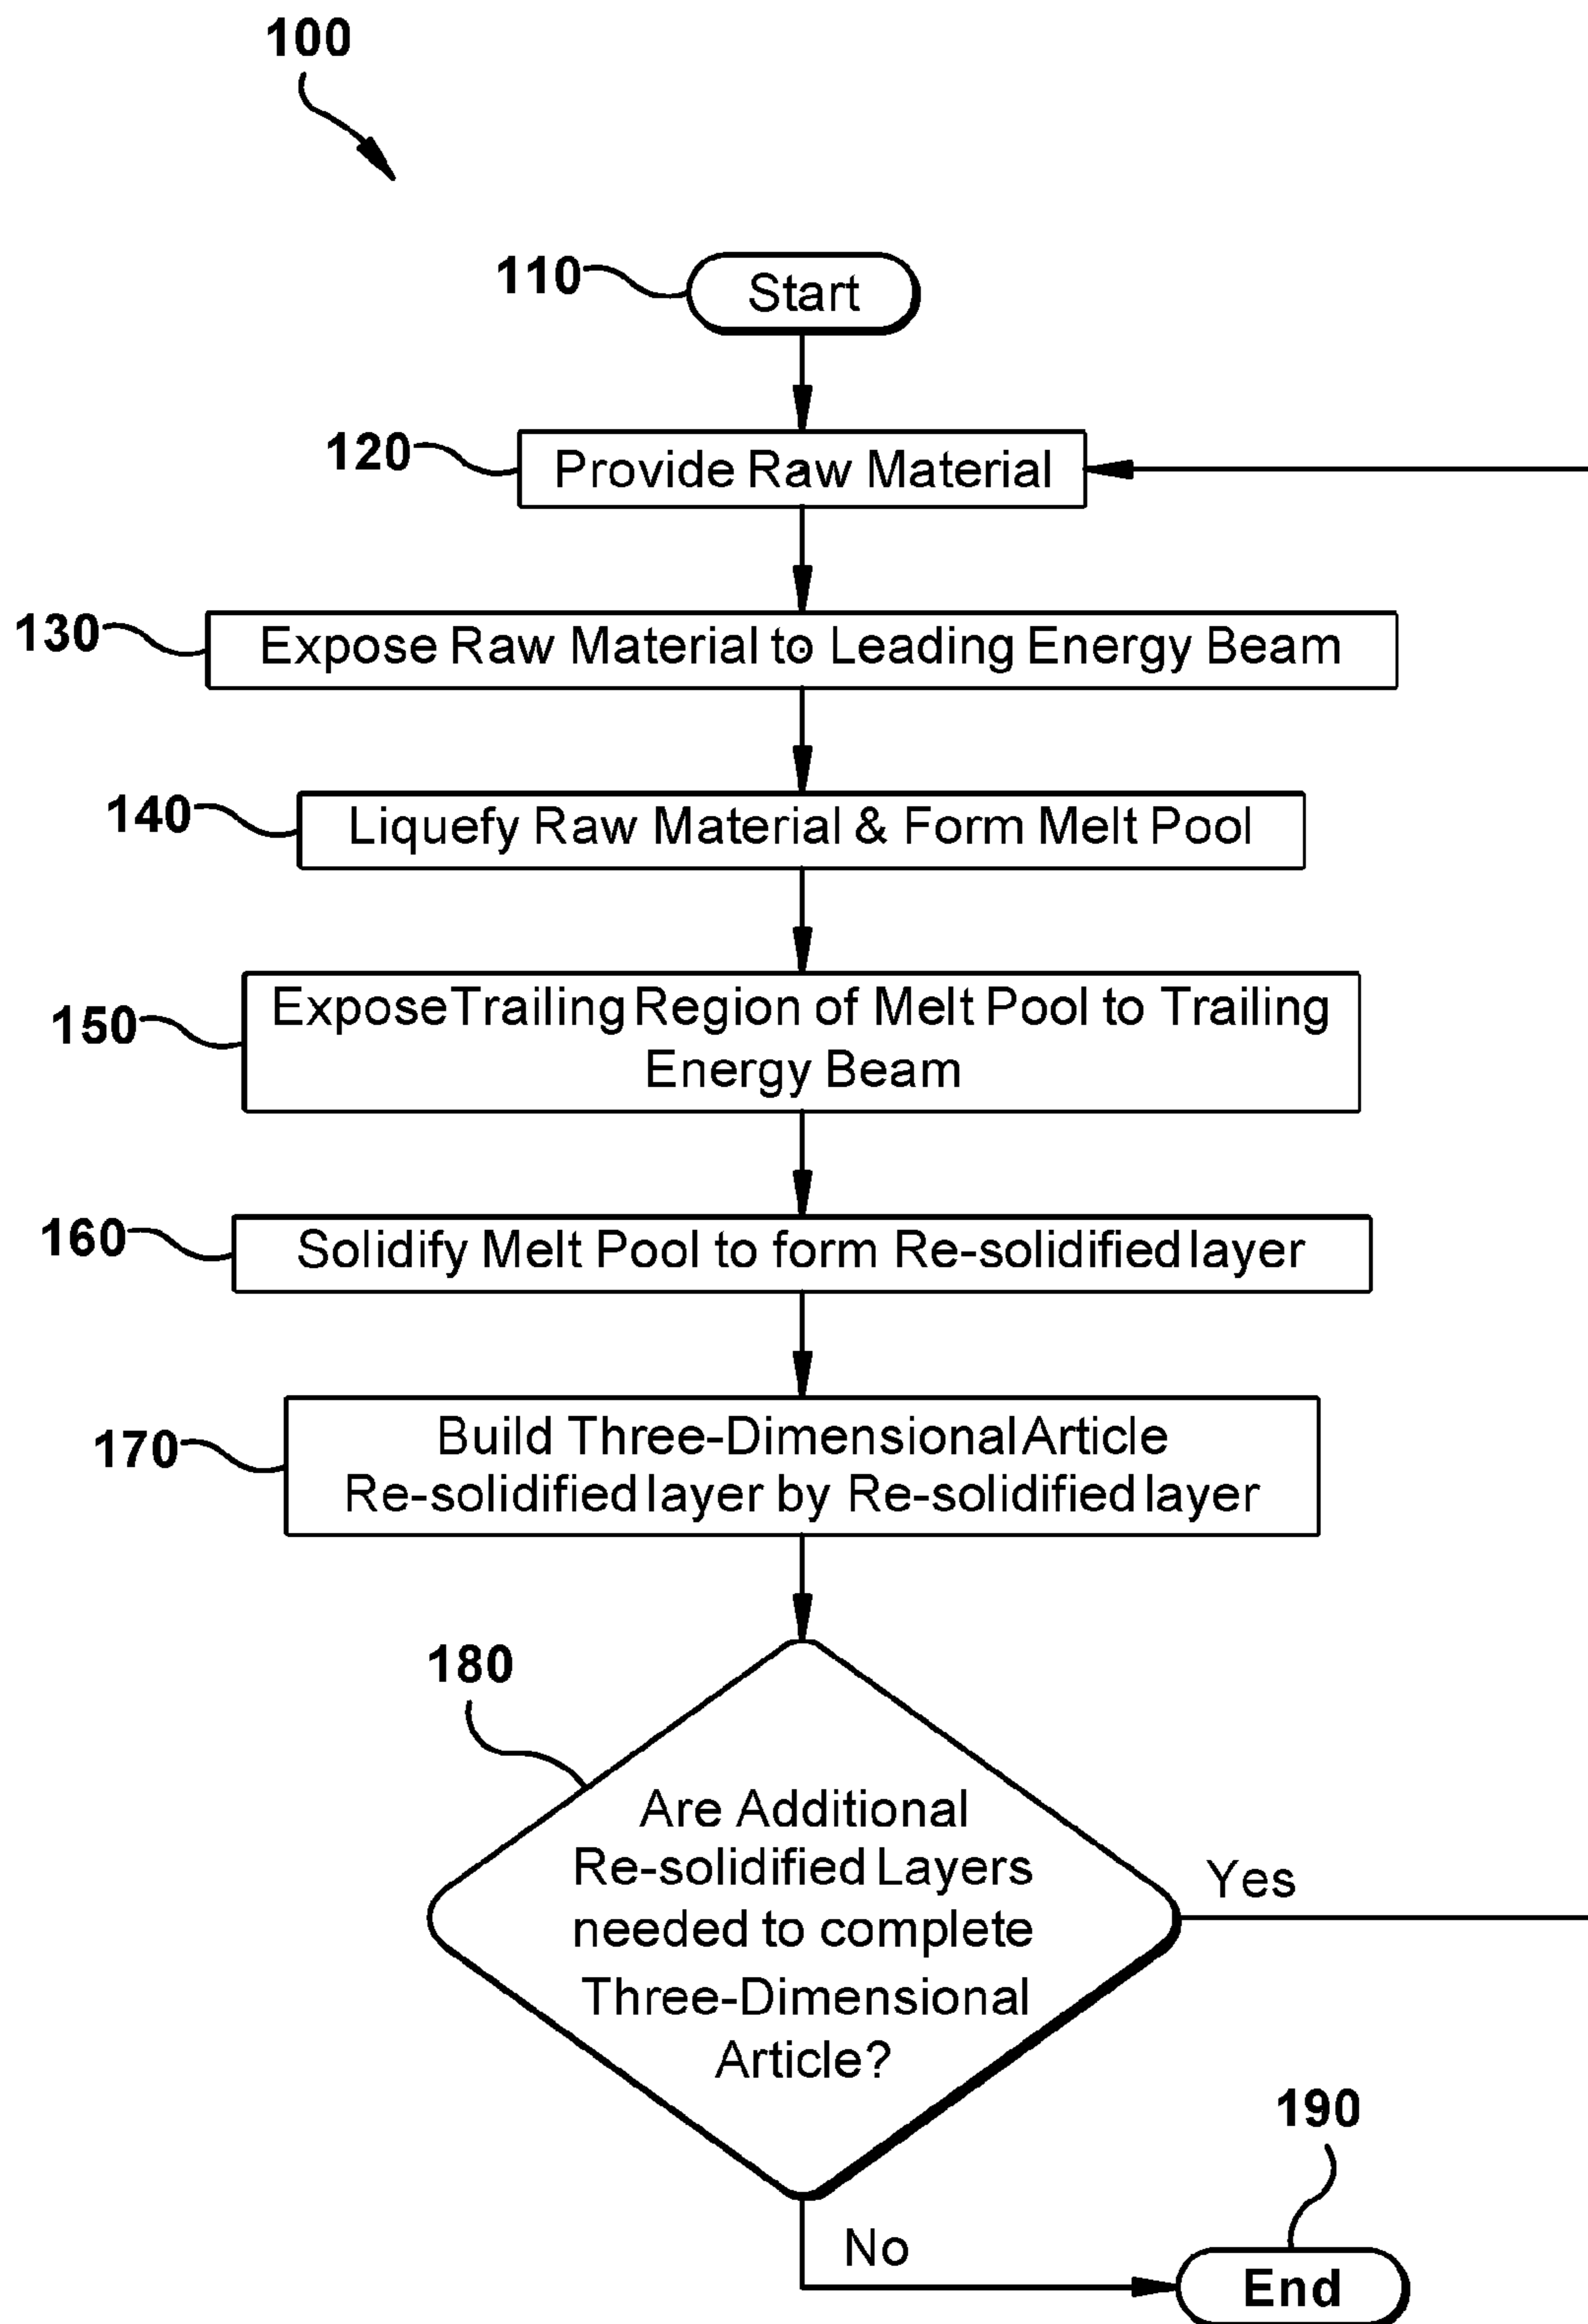 100
110
Start
120
Provide Raw Material
130
Expose Raw Material to Leading Energy Beam
140
Liquefy Raw Material & Form Melt Pool
150
Expose Trailing Region of Melt Pool to Trailing
Energy Beam
160
Solidify Melt Pool to form Re-solidified layer
170
Build Three-Dimensional Article
Re-solidified layer by Re-solidified layer
180
Are Additional
Re-solidified Layers
needed to complete
Three-Dimensional
Article?
Yes
No
190
End